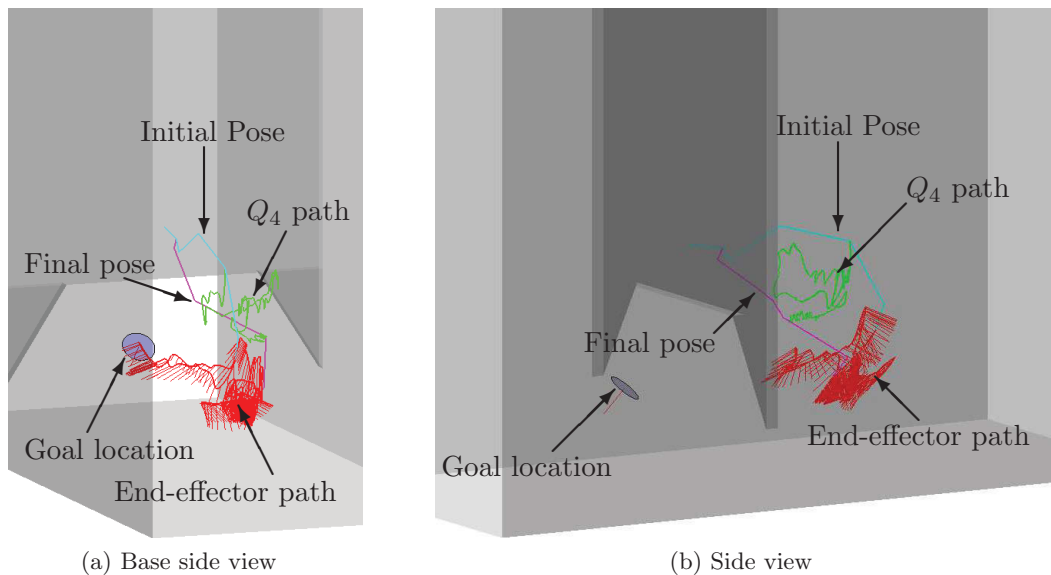 Initial Pose
Q₄ path
Final pose
Goal location
End-effector path
(a) Base side view
Initial Pose
Q₄ path
Final pose
End-effector path
Goal location
(b) Side view